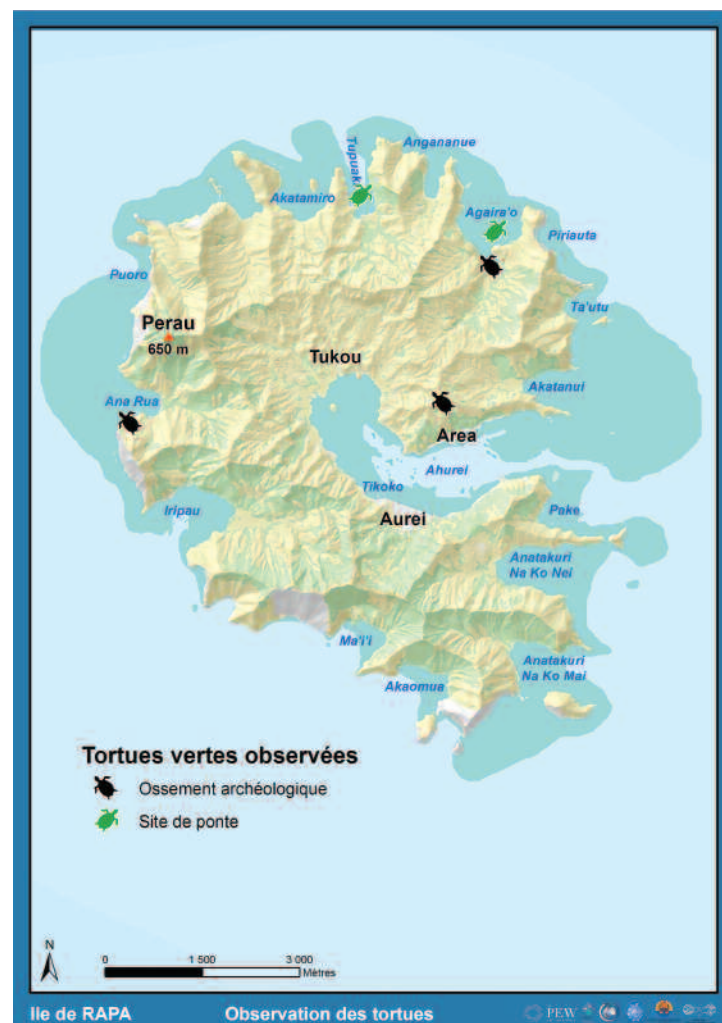 Tupuaki
Angananue
Akatamiro
Agaira'o
Piriauta
Puoro
Ta'utu
Perau
650 m
Tukou
Akatanui
Ana Rua
Area
Ahurei
Tikoko
Iripau
Aurei
Pake
Anatakuri
Na Ko Nei
Ma'i'i
Anatakuri
Na Ko Mai
Akaomua
Tortues vertes observées
Ossement archéologique
Site de ponte
N
0 1 500 3 000
Mètres
Ile de RAPA Observation des tortues PEW